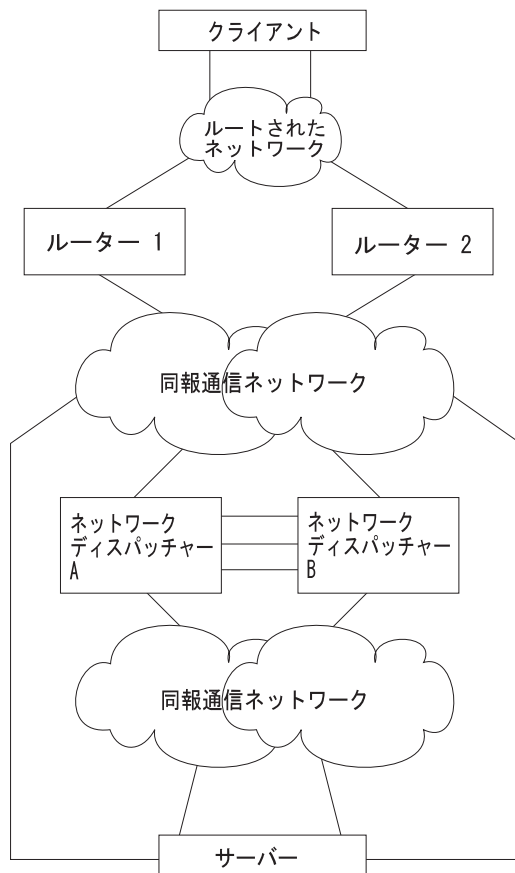 クライアント
ルートされた
ネットワーク
ルーター 1
ルーター 2
同報通信ネットワーク
ネットワーク
ディスパッチャー
A
ネットワーク
ディスパッチャー
B
同報通信ネットワーク
サーバー